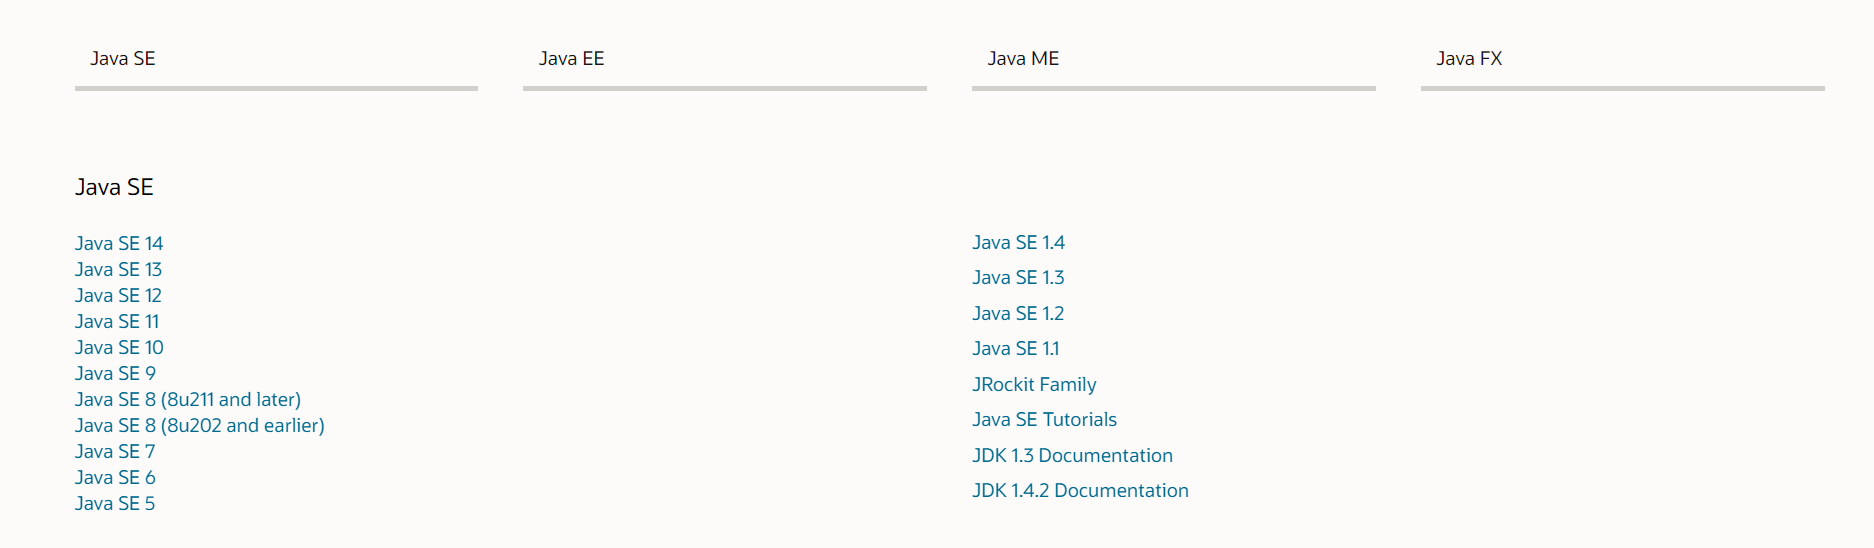 Java SE
Java EE
Java ME
Java FX
Java SE
Java SE 14
Java SE 13
Java SE 12
Java SE 11
Java SE 10
Java SE 9
Java SE 8 (8u211 and later)
Java SE 8 (8u202 and earlier)
Java SE 7
Java SE 6
Java SE 5
Java SE 1.4
Java SE 1.3
Java SE 1.2
Java SE 1.1
JRockit Family
Java SE Tutorials
JDK 1.3 Documentation
JDK 1.4.2 Documentation